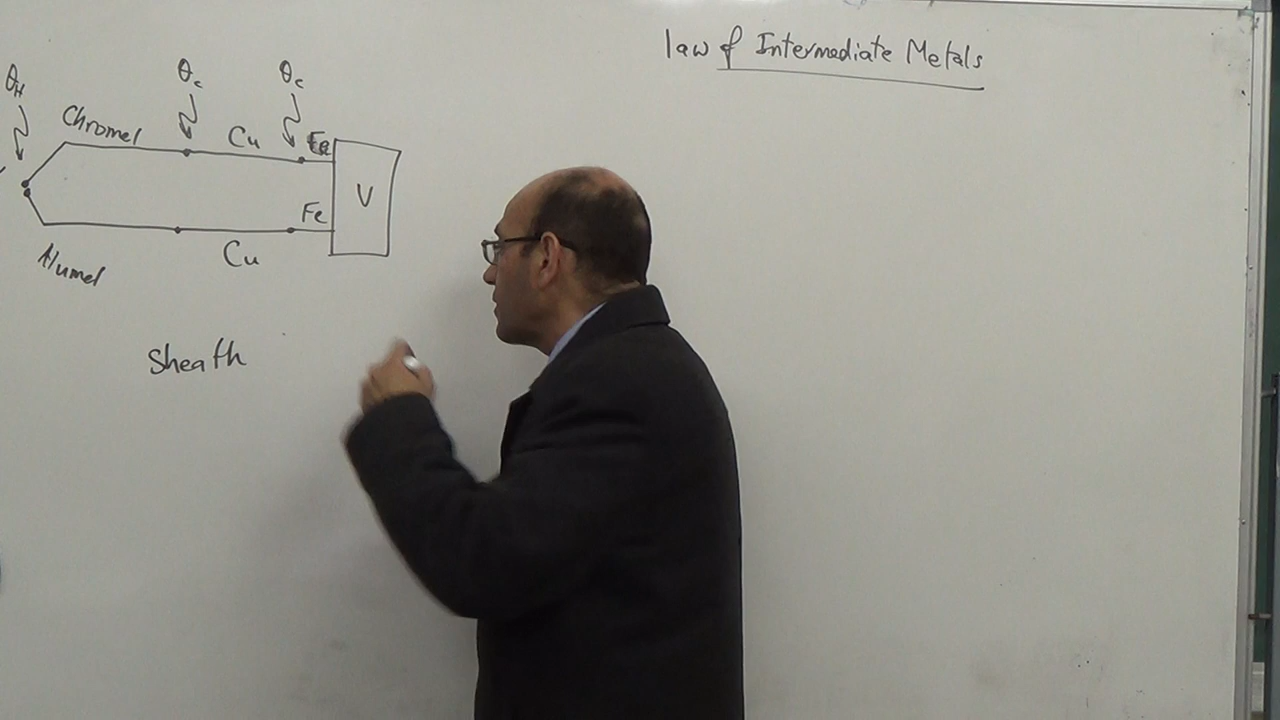 law of Intermediate Metals
θH
θc
θc
Chromel
Cu
Fe
V
Fe
Cu
Alumel
Sheath